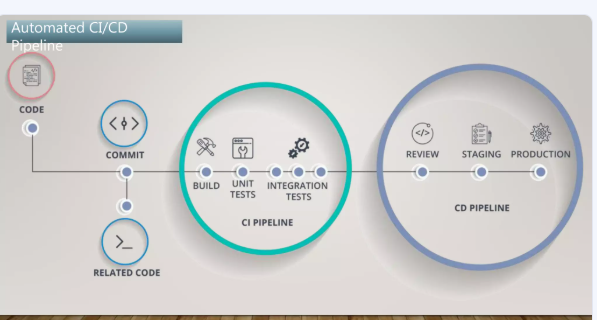 Automated CI/CD
Pipeline
CODE
COMMIT
RELATED CODE
BUILD
UNIT
TESTS
INTEGRATION
TESTS
CI PIPELINE
REVIEW
STAGING
PRODUCTION
CD PIPELINE